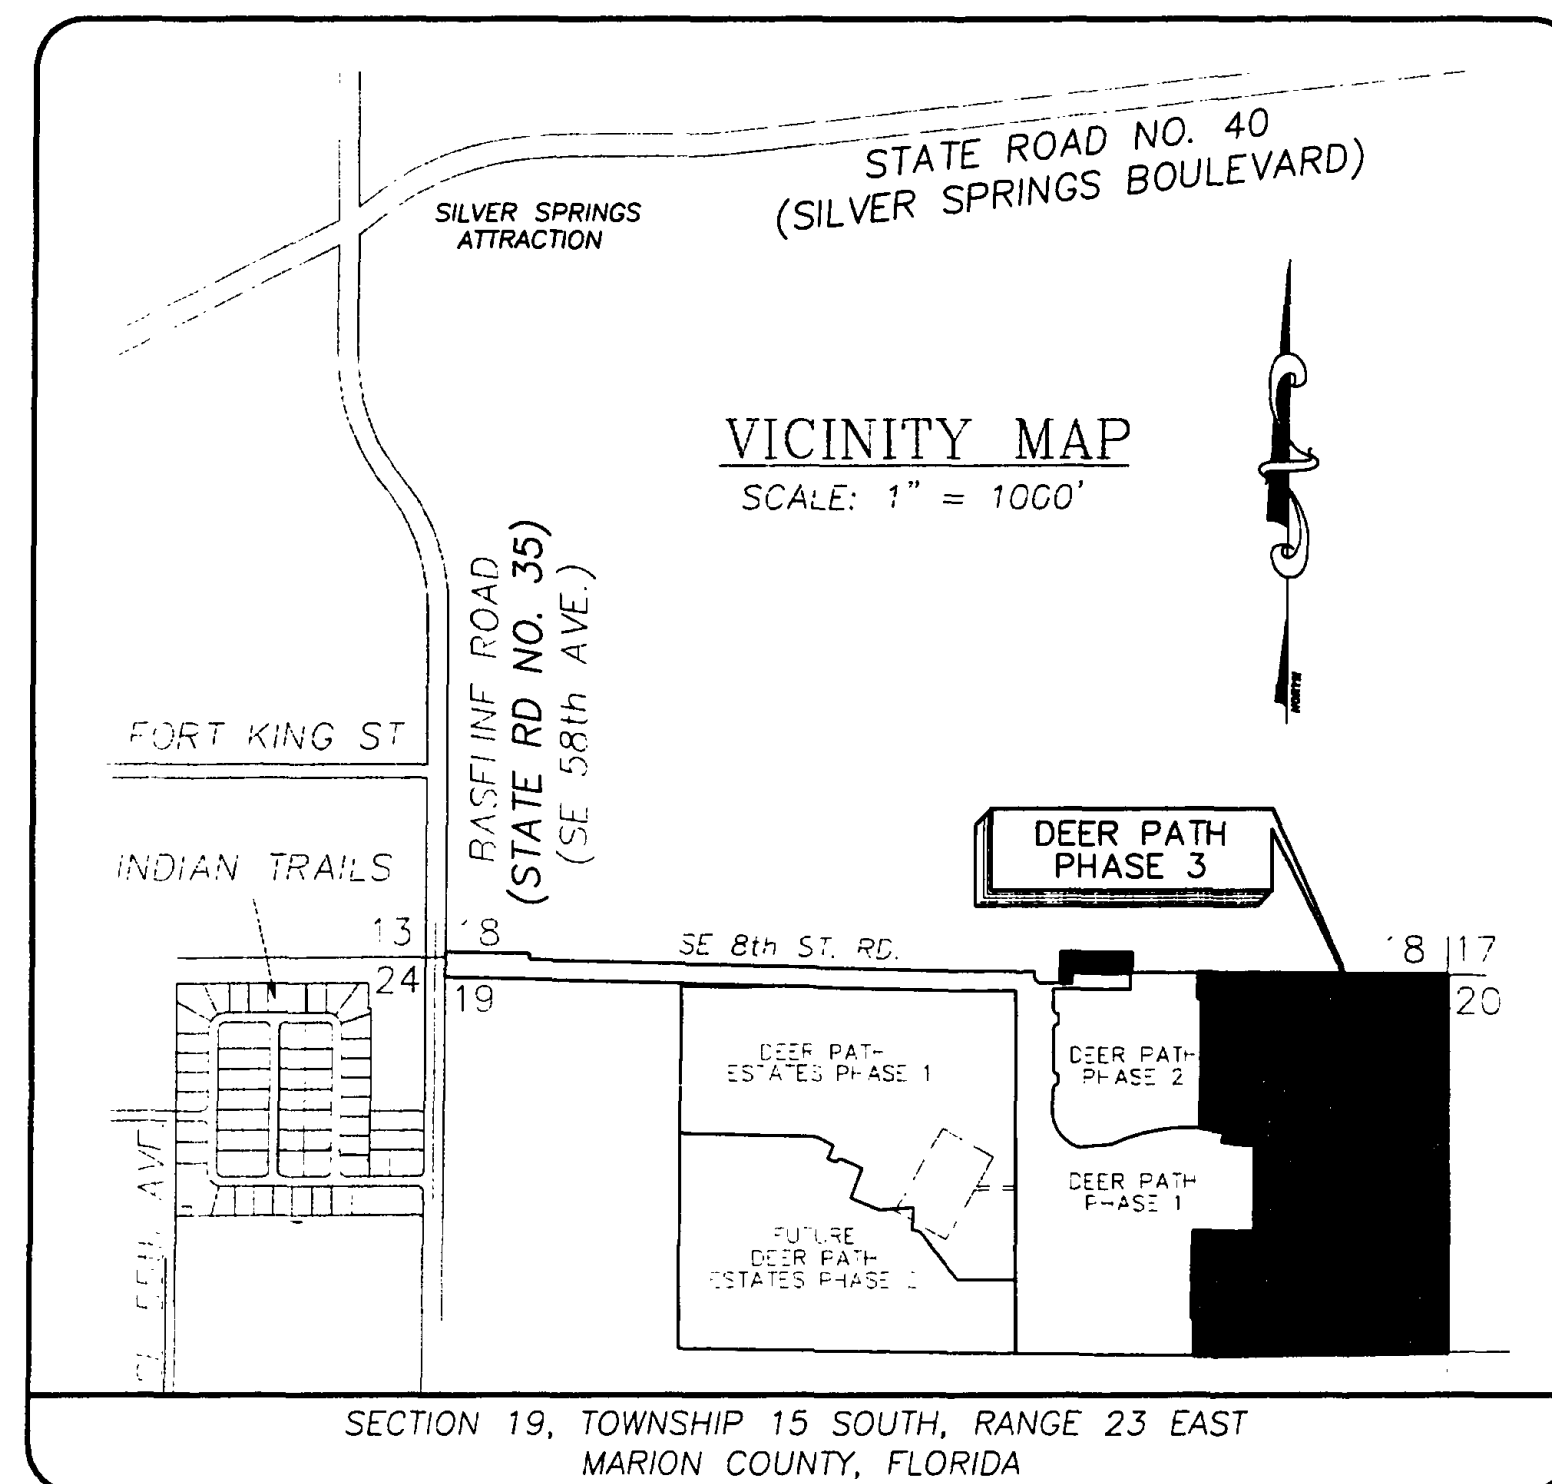 STATE ROAD NO. 40
(SILVER SPRINGS BOULEVARD)
SILVER SPRINGS
ATTRACTION
VICINITY MAP
SCALE: 1" = 1000'
NORTH
BASELINE ROAD
(STATE RD NO. 35)
(SE 58th AVE.)
FORT KING ST
INDIAN TRAILS
DEER PATH
PHASE 3
13 18
24 19
SE 8th ST. RD.
18 17
20
DEER PATH
ESTATES PHASE 1
DEER PATH
PHASE 2
DEER PATH
PHASE 1
FUTURE
DEER PATH
ESTATES PHASE 2
AVE.
SECTION 19, TOWNSHIP 15 SOUTH, RANGE 23 EAST
MARION COUNTY, FLORIDA